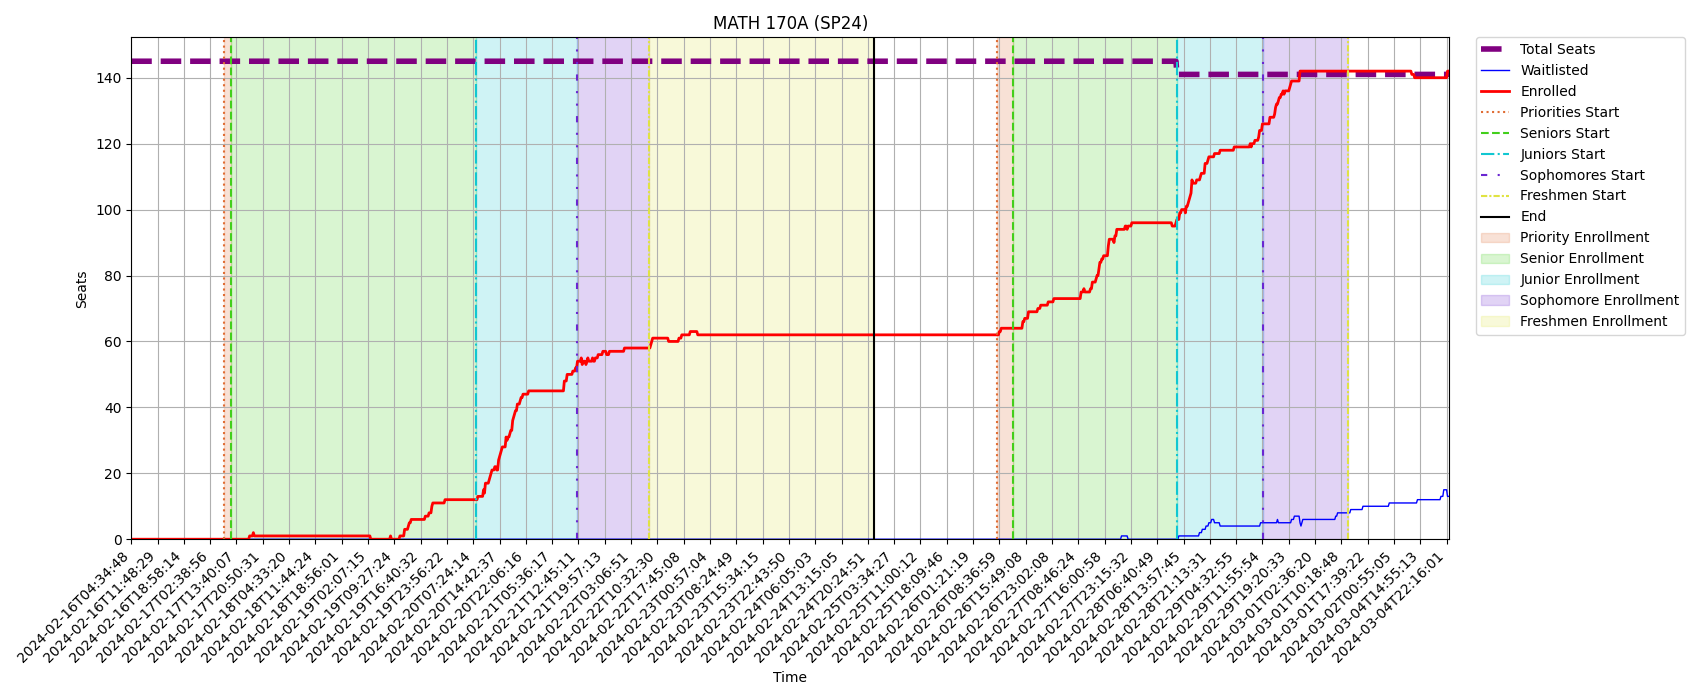 MATH 170A (SP24)
Total Seats
Waitlisted
Enrolled
Priorities Start
Seniors Start
Juniors Start
Sophomores Start
Freshmen Start
End
Priority Enrollment
Senior Enrollment
Junior Enrollment
Sophomore Enrollment
Freshmen Enrollment
Seats
140
120
100
80
60
40
20
0
2024-02-16T04:34:48
2024-02-16T11:48:29
2024-02-16T18:58:14
2024-02-17T02:38:56
2024-02-17T13:40:07
2024-02-17T20:50:31
2024-02-18T04:33:20
2024-02-18T11:44:24
2024-02-18T18:56:01
2024-02-19T02:07:15
2024-02-19T09:27:24
2024-02-19T16:40:32
2024-02-19T23:56:22
2024-02-20T07:24:14
2024-02-20T14:42:37
2024-02-20T22:06:16
2024-02-21T05:36:17
2024-02-21T12:45:11
2024-02-21T19:57:13
2024-02-22T03:06:51
2024-02-22T10:32:30
2024-02-22T17:45:08
2024-02-23T00:57:04
2024-02-23T08:24:49
2024-02-23T15:34:15
2024-02-23T22:43:50
2024-02-24T06:05:03
2024-02-24T13:15:05
2024-02-24T20:24:51
2024-02-25T03:34:27
2024-02-25T11:00:12
2024-02-25T18:09:46
2024-02-26T01:21:19
2024-02-26T08:36:59
2024-02-26T15:49:08
2024-02-26T23:02:08
2024-02-27T08:46:24
2024-02-27T16:00:58
2024-02-27T23:15:32
2024-02-28T06:40:49
2024-02-28T13:57:45
2024-02-28T21:13:31
2024-02-29T04:32:55
2024-02-29T11:55:54
2024-02-29T19:20:33
2024-03-01T02:36:20
2024-03-01T10:18:48
2024-03-01T17:39:22
2024-03-02T00:55:05
2024-03-04T14:55:13
2024-03-04T22:16:01
Time